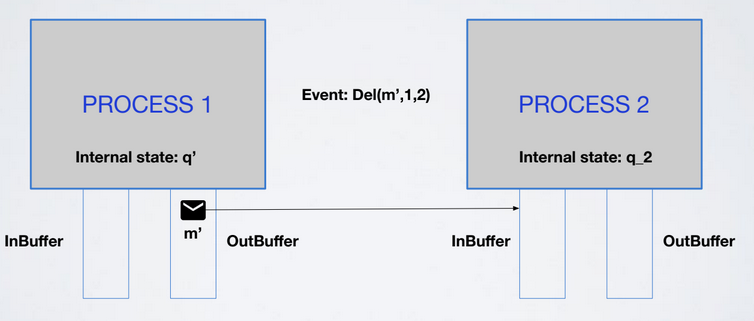 PROCESS 1
Event: Del(m’,1,2)
PROCESS 2
Internal state: q’
Internal state: q_2
InBuffer
m’
OutBuffer
InBuffer
OutBuffer